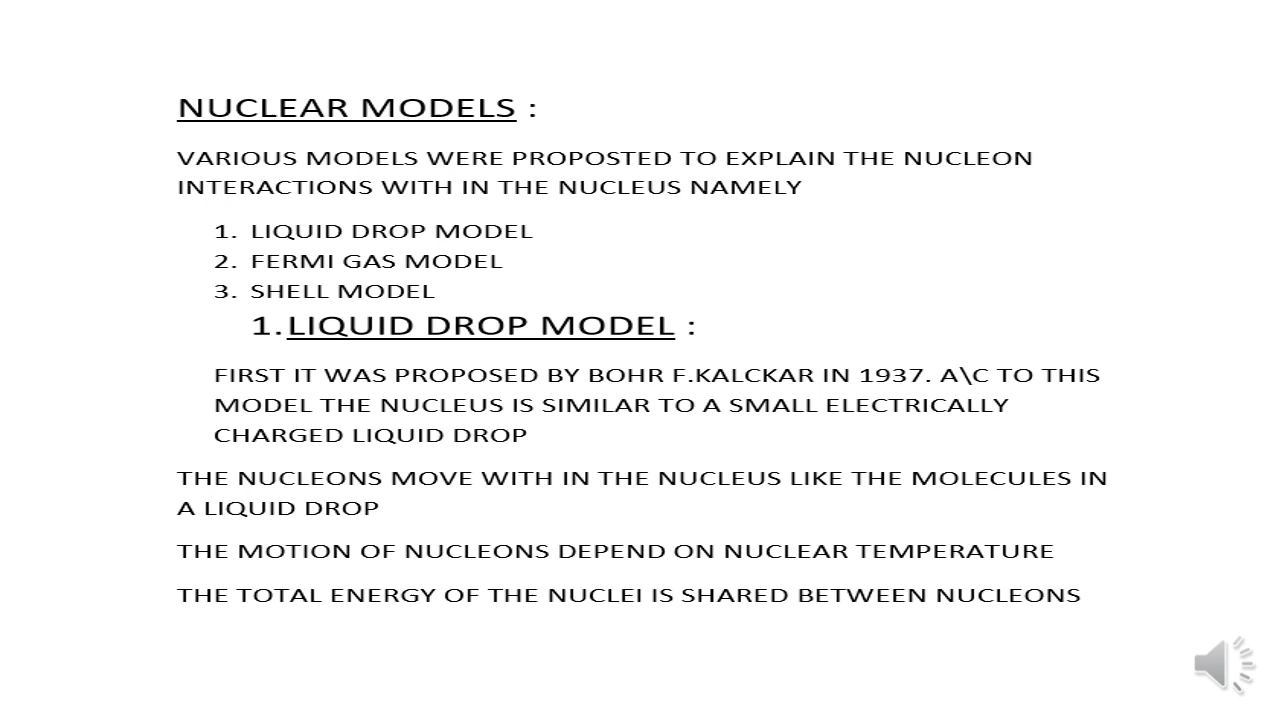 NUCLEAR MODELS :
VARIOUS MODELS WERE PROPOSTED TO EXPLAIN THE NUCLEON
INTERACTIONS WITH IN THE NUCLEUS NAMELY
1. LIQUID DROP MODEL
2. FERMI GAS MODEL
3. SHELL MODEL
1.LIQUID DROP MODEL :
FIRST IT WAS PROPOSED BY BOHR F.KALCKAR IN 1937. A\C TO THIS
MODEL THE NUCLEUS IS SIMILAR TO A SMALL ELECTRICALLY
CHARGED LIQUID DROP
THE NUCLEONS MOVE WITH IN THE NUCLEUS LIKE THE MOLECULES IN
A LIQUID DROP
THE MOTION OF NUCLEONS DEPEND ON NUCLEAR TEMPERATURE
THE TOTAL ENERGY OF THE NUCLEI IS SHARED BETWEEN NUCLEONS